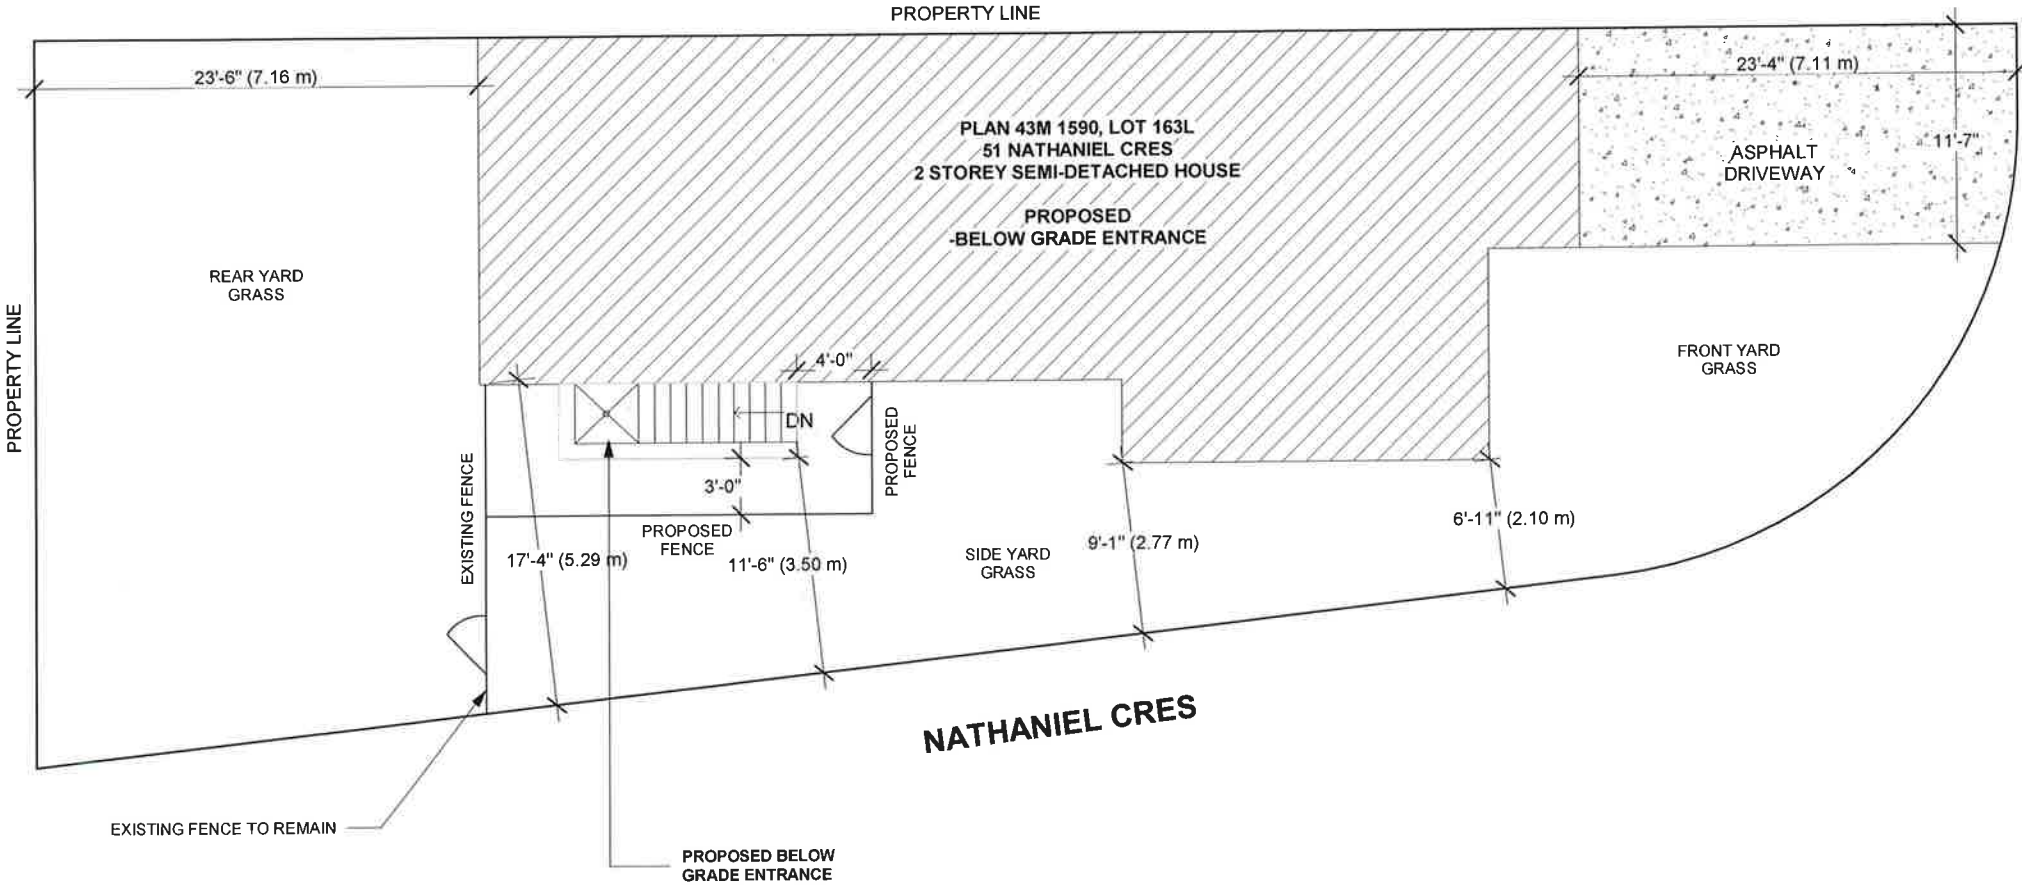 PROPERTY LINE
23'-6" (7.16 m)
23'-4" (7.11 m)
PLAN 43M 1590, LOT 163L
51 NATHANIEL CRES
2 STOREY SEMI-DETACHED HOUSE
PROPOSED
-BELOW GRADE ENTRANCE
11'-7"
ASPHALT
DRIVEWAY
REAR YARD
GRASS
PROPERTY LINE
FRONT YARD
GRASS
4'-0"
DN
PROPOSED
FENCE
EXISTING FENCE
3'-0"
PROPOSED
FENCE
17'-4" (5.29 m)
11'-6" (3.50 m)
SIDE YARD
GRASS
9'-1" (2.77 m)
6'-11" (2.10 m)
NATHANIEL CRES
EXISTING FENCE TO REMAIN
PROPOSED BELOW
GRADE ENTRANCE